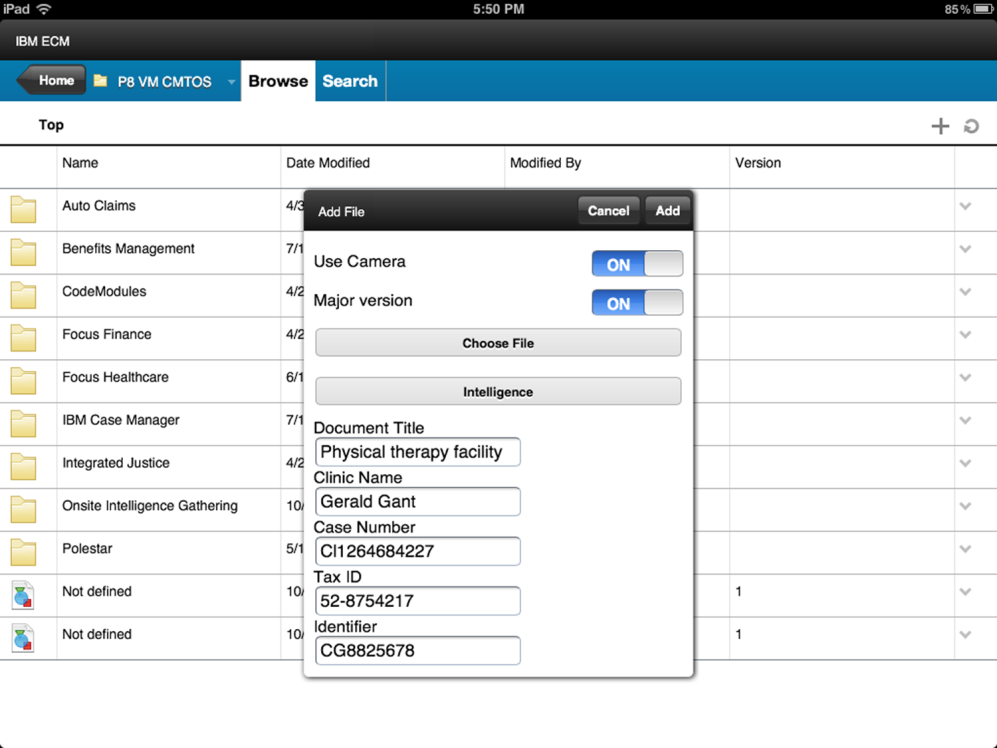 iPad 5:50 PM 85%
IBM ECM
Home P8 VM CMTOS Browse Search
Top
Name Date Modified Modified By Version
Auto Claims 4/3
Benefits Management 7/1
CodeModules 4/2
Focus Finance 4/2
Focus Healthcare 6/1
IBM Case Manager 7/1
Integrated Justice 4/2
Onsite Intelligence Gathering 10/
Polestar 5/1
Not defined 10/ 1
Not defined 10/ 1
Add File Cancel Add
Use Camera ON
Major version ON
Choose File
Intelligence
Document Title
Physical therapy facility
Clinic Name
Gerald Gant
Case Number
CI1264684227
Tax ID
52-8754217
Identifier
CG8825678